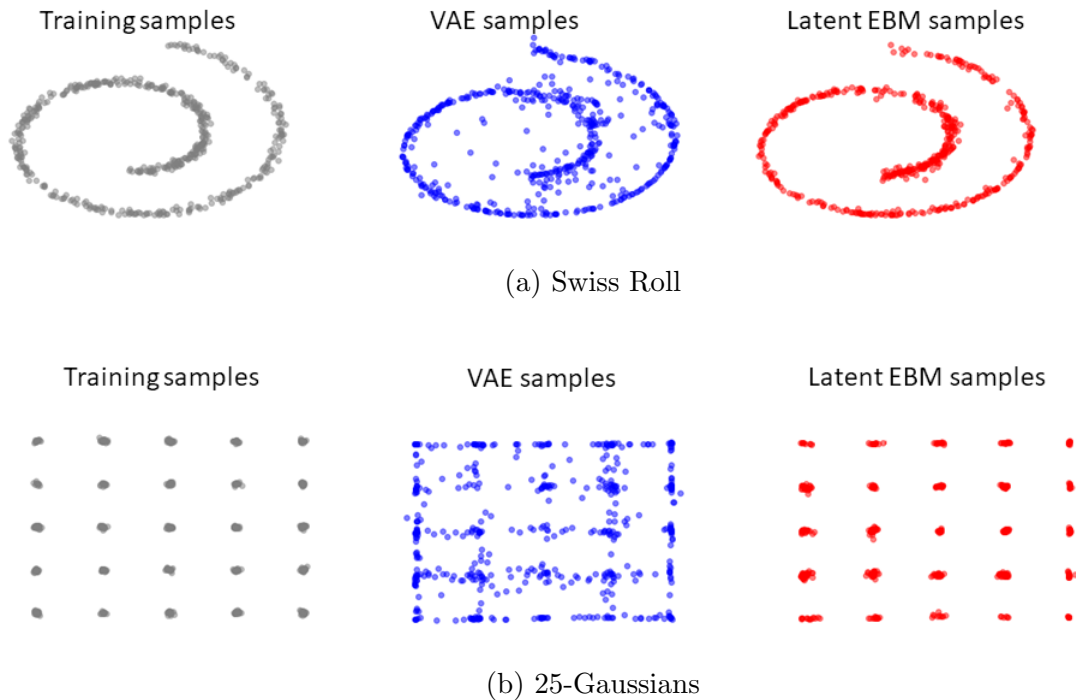 Training samples VAE samples Latent EBM samples
(a) Swiss Roll
Training samples VAE samples Latent EBM samples
(b) 25-Gaussians